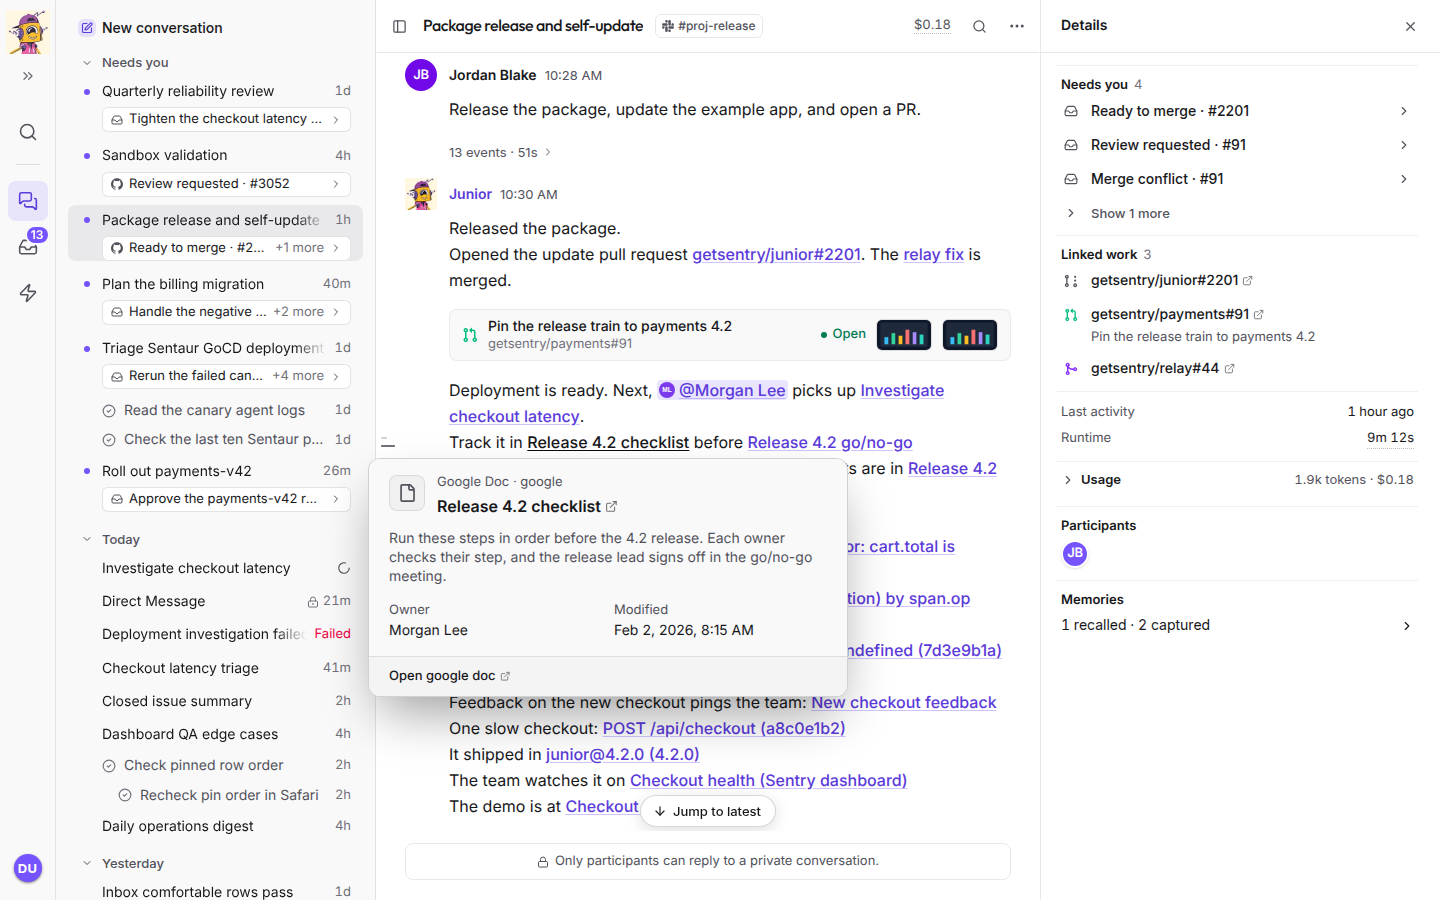 New conversation
Needs you
Quarterly reliability review 1d
Tighten the checkout latency ...
Sandbox validation 4h
Review requested · #3052
Package release and self-update 1h
Ready to merge · #2... +1 more
Plan the billing migration 40m
Handle the negative ... +2 more
Triage Sentaur GoCD deployment 1d
Rerun the failed can... +4 more
Read the canary agent logs 1d
Check the last ten Sentaur p... 1d
Roll out payments-v42 26m
Approve the payments-v42 r...
Today
Investigate checkout latency
Direct Message 21m
Deployment investigation failed Failed
Checkout latency triage 41m
Closed issue summary 2h
Dashboard QA edge cases 4h
Check pinned row order 2h
Recheck pin order in Safari 2h
Daily operations digest 4h
Yesterday
Inbox comfortable rows pass 1d
13
DU
Package release and self-update #proj-release $0.18
JB Jordan Blake 10:28 AM
Release the package, update the example app, and open a PR.
13 events · 51s
Junior 10:30 AM
Released the package.
Opened the update pull request getsentry/junior#2201. The relay fix is
merged.
Pin the release train to payments 4.2
getsentry/payments#91
Open
Deployment is ready. Next, ML @Morgan Lee picks up Investigate
checkout latency.
Track it in Release 4.2 checklist before Release 4.2 go/no-go
ts are in Release 4.2
or: cart.total is
tion) by span.op
ndefined (7d3e9b1a)
Google Doc · google
Release 4.2 checklist
Run these steps in order before the 4.2 release. Each owner
checks their step, and the release lead signs off in the go/no-go
meeting.
Owner Modified
Morgan Lee Feb 2, 2026, 8:15 AM
Open google doc
Feedback on the new checkout pings the team: New checkout feedback
One slow checkout: POST /api/checkout (a8c0e1b2)
It shipped in junior@4.2.0 (4.2.0)
The team watches it on Checkout health (Sentry dashboard)
The demo is at Checkout
Jump to latest
Only participants can reply to a private conversation.
Details
Needs you 4
Ready to merge · #2201
Review requested · #91
Merge conflict · #91
Show 1 more
Linked work 3
getsentry/junior#2201
getsentry/payments#91
Pin the release train to payments 4.2
getsentry/relay#44
Last activity 1 hour ago
Runtime 9m 12s
Usage 1.9k tokens · $0.18
Participants
JB
Memories
1 recalled · 2 captured